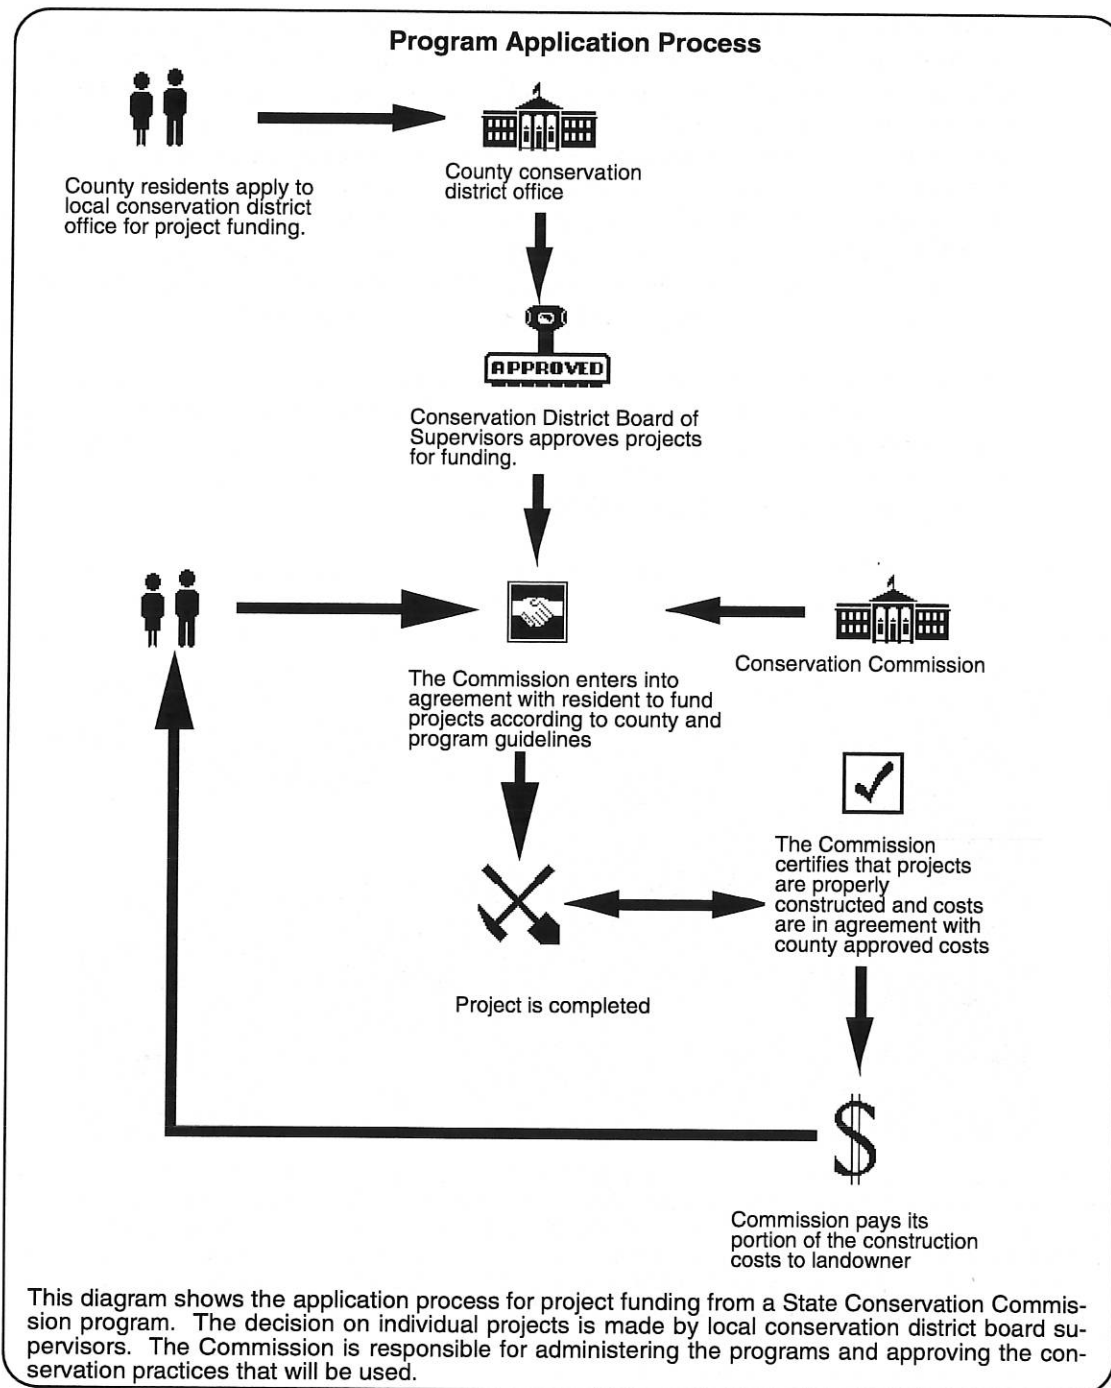 Program Application Process
County residents apply to
local conservation district
office for project funding.
County conservation
district office
APPROVED
Conservation District Board of
Supervisors approves projects
for funding.
The Commission enters into
agreement with resident to fund
projects according to county and
program guidelines
Conservation Commission
The Commission
certifies that projects
are properly
constructed and costs
are in agreement with
county approved costs
Project is completed
$
Commission pays its
portion of the construction
costs to landowner
This diagram shows the application process for project funding from a State Conservation Commis-
sion program. The decision on individual projects is made by local conservation district board su-
pervisors. The Commission is responsible for administering the programs and approving the con-
servation practices that will be used.